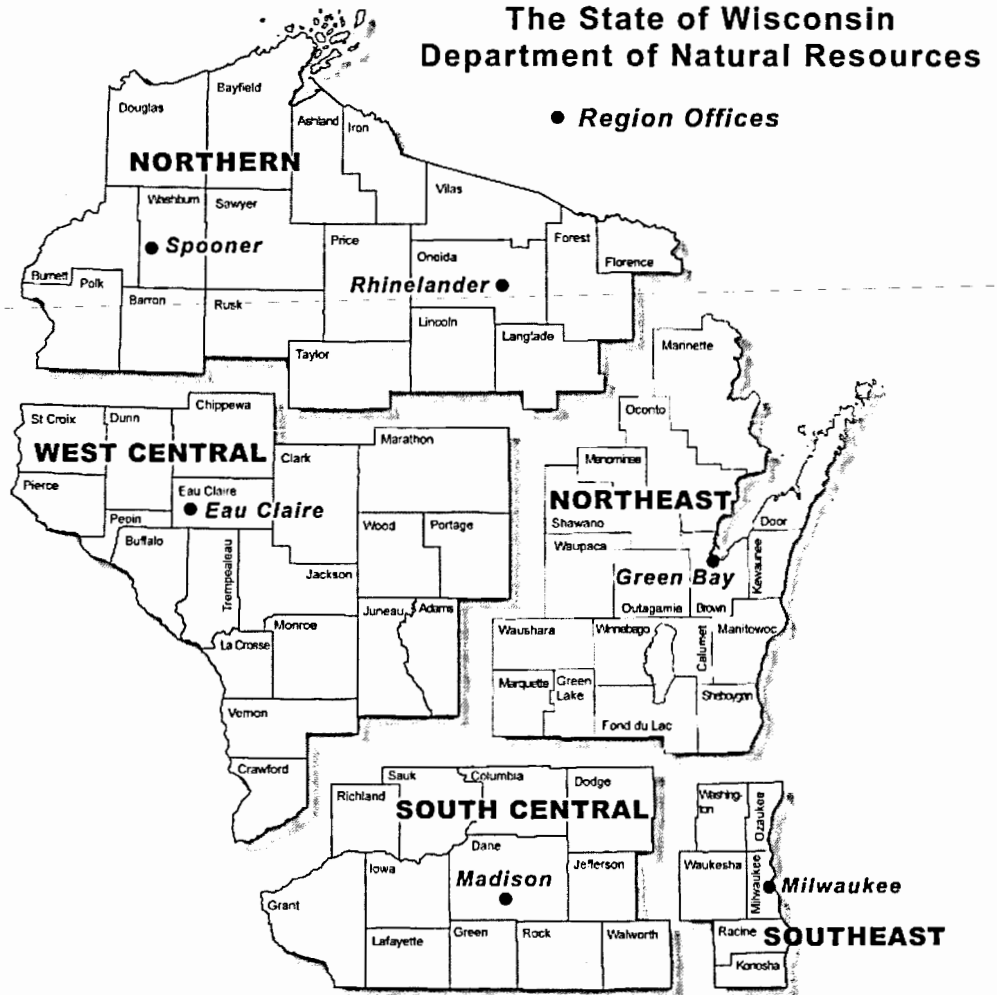 The State of Wisconsin
Department of Natural Resources
● Region Offices
Bayfield
Douglas
Ashland
Iron
NORTHERN
Vilas
Washburn
Sawyer
Price
Forest
Spooner
Oneida
Florence
Burnett
Polk
Rhinelander
Barron
Rusk
Lincoln
Langlade
Taylor
Marinette
Chippewa
St Croix
Dunn
Oconto
Marathon
WEST CENTRAL
Clark
Menominee
Pierce
Eau Claire
Eau Claire
NORTHEAST
Pepin
Wood
Portage
Shawano
Door
Buffalo
Waupaca
Kewaunee
Trempealeau
Jackson
Green Bay
Juneau
Adams
Outagamie
Brown
Monroe
Waushara
Winnebago
Calumet
Manitowoc
La Crosse
Marquette
Green
Lake
Sheboygan
Vernon
Fond du Lac
Crawford
Sauk
Columbia
Dodge
Richland
SOUTH CENTRAL
Washing-
ton
Ozaukee
Dane
Iowa
Jefferson
Waukesha
Milwaukee
Madison
Milwaukee
Grant
Lafayette
Green
Rock
Walworth
Racine
SOUTHEAST
Kenosha